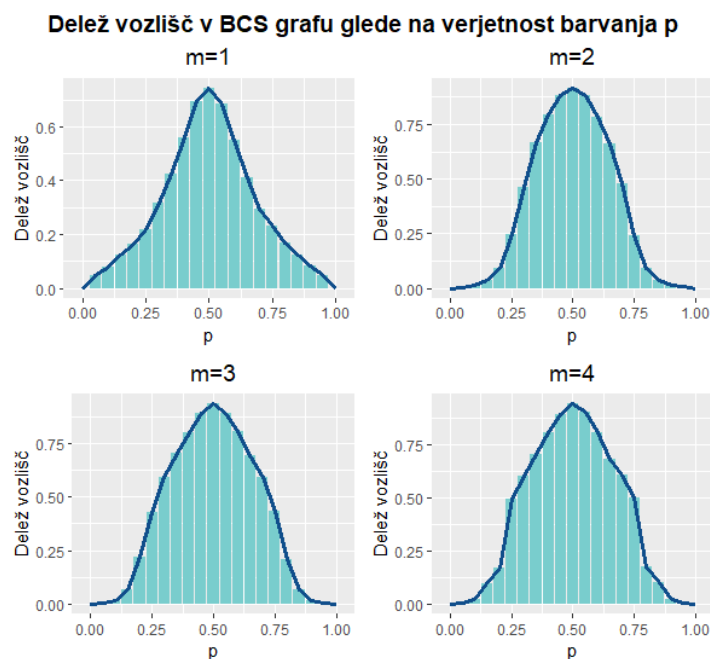 Delež vozlišč v BCS grafu glede na verjetnost barvanja p
m=1
Delež vozlišč
0.6
0.4
0.2
0.0
0.00 0.25 0.50 0.75 1.00
p
m=2
Delež vozlišč
0.75
0.50
0.25
0.00
0.00 0.25 0.50 0.75 1.00
p
m=3
Delež vozlišč
0.75
0.50
0.25
0.00
0.00 0.25 0.50 0.75 1.00
p
m=4
Delež vozlišč
0.75
0.50
0.25
0.00
0.00 0.25 0.50 0.75 1.00
p